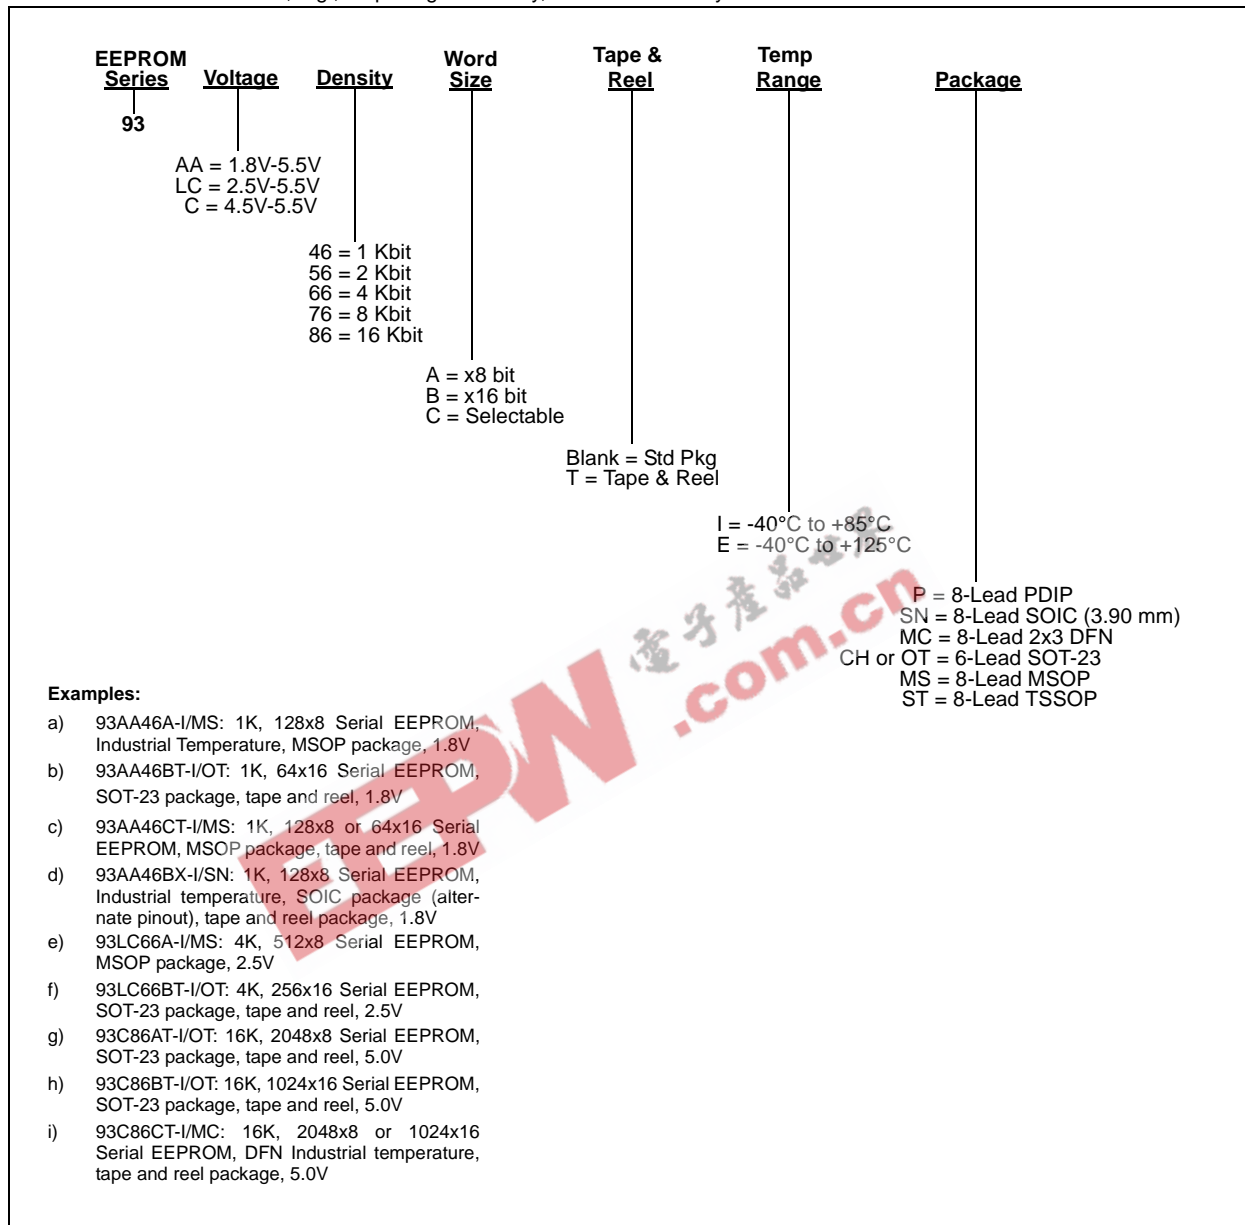 EEPROM Series
Voltage
Density
Word Size
Tape & Reel
Temp Range
Package
93
AA = 1.8V-5.5V
LC = 2.5V-5.5V
C = 4.5V-5.5V
46 = 1 Kbit
56 = 2 Kbit
66 = 4 Kbit
76 = 8 Kbit
86 = 16 Kbit
A = x8 bit
B = x16 bit
C = Selectable
Blank = Std Pkg
T = Tape & Reel
I = -40°C to +85°C
E = -40°C to +125°C
P = 8-Lead PDIP
SN = 8-Lead SOIC (3.90 mm)
MC = 8-Lead 2x3 DFN
CH or OT = 6-Lead SOT-23
MS = 8-Lead MSOP
ST = 8-Lead TSSOP
Examples:
a) 93AA46A-I/MS: 1K, 128x8 Serial EEPROM,
Industrial Temperature, MSOP package, 1.8V
b) 93AA46BT-I/OT: 1K, 64x16 Serial EEPROM,
SOT-23 package, tape and reel, 1.8V
c) 93AA46CT-I/MS: 1K, 128x8 or 64x16 Serial
EEPROM, MSOP package, tape and reel, 1.8V
d) 93AA46BX-I/SN: 1K, 128x8 Serial EEPROM,
Industrial temperature, SOIC package (alter-
nate pinout), tape and reel package, 1.8V
e) 93LC66A-I/MS: 4K, 512x8 Serial EEPROM,
MSOP package, 2.5V
f) 93LC66BT-I/OT: 4K, 256x16 Serial EEPROM,
SOT-23 package, tape and reel, 2.5V
g) 93C86AT-I/OT: 16K, 2048x8 Serial EEPROM,
SOT-23 package, tape and reel, 5.0V
h) 93C86BT-I/OT: 16K, 1024x16 Serial EEPROM,
SOT-23 package, tape and reel, 5.0V
i) 93C86CT-I/MC: 16K, 2048x8 or 1024x16
Serial EEPROM, DFN Industrial temperature,
tape and reel package, 5.0V
EEPW.com.cn
電子產品世界